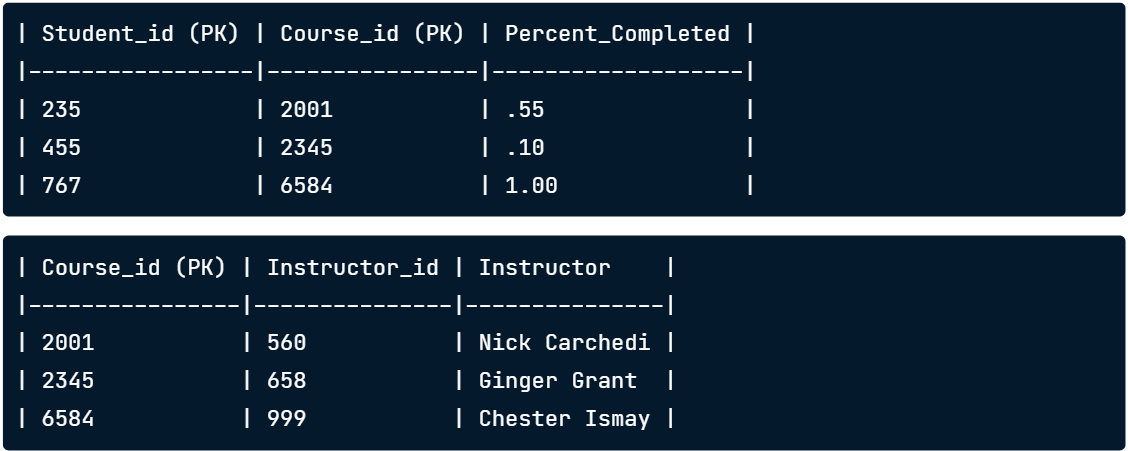 | Student_id (PK) | Course_id (PK) | Percent_Completed |
|-----------------|----------------|-------------------|
| 235             | 2001           | .55               |
| 455             | 2345           | .10               |
| 767             | 6584           | 1.00              |
| Course_id (PK) | Instructor_id | Instructor    |
|----------------|---------------|---------------|
| 2001           | 560           | Nick Carchedi |
| 2345           | 658           | Ginger Grant  |
| 6584           | 999           | Chester Ismay |